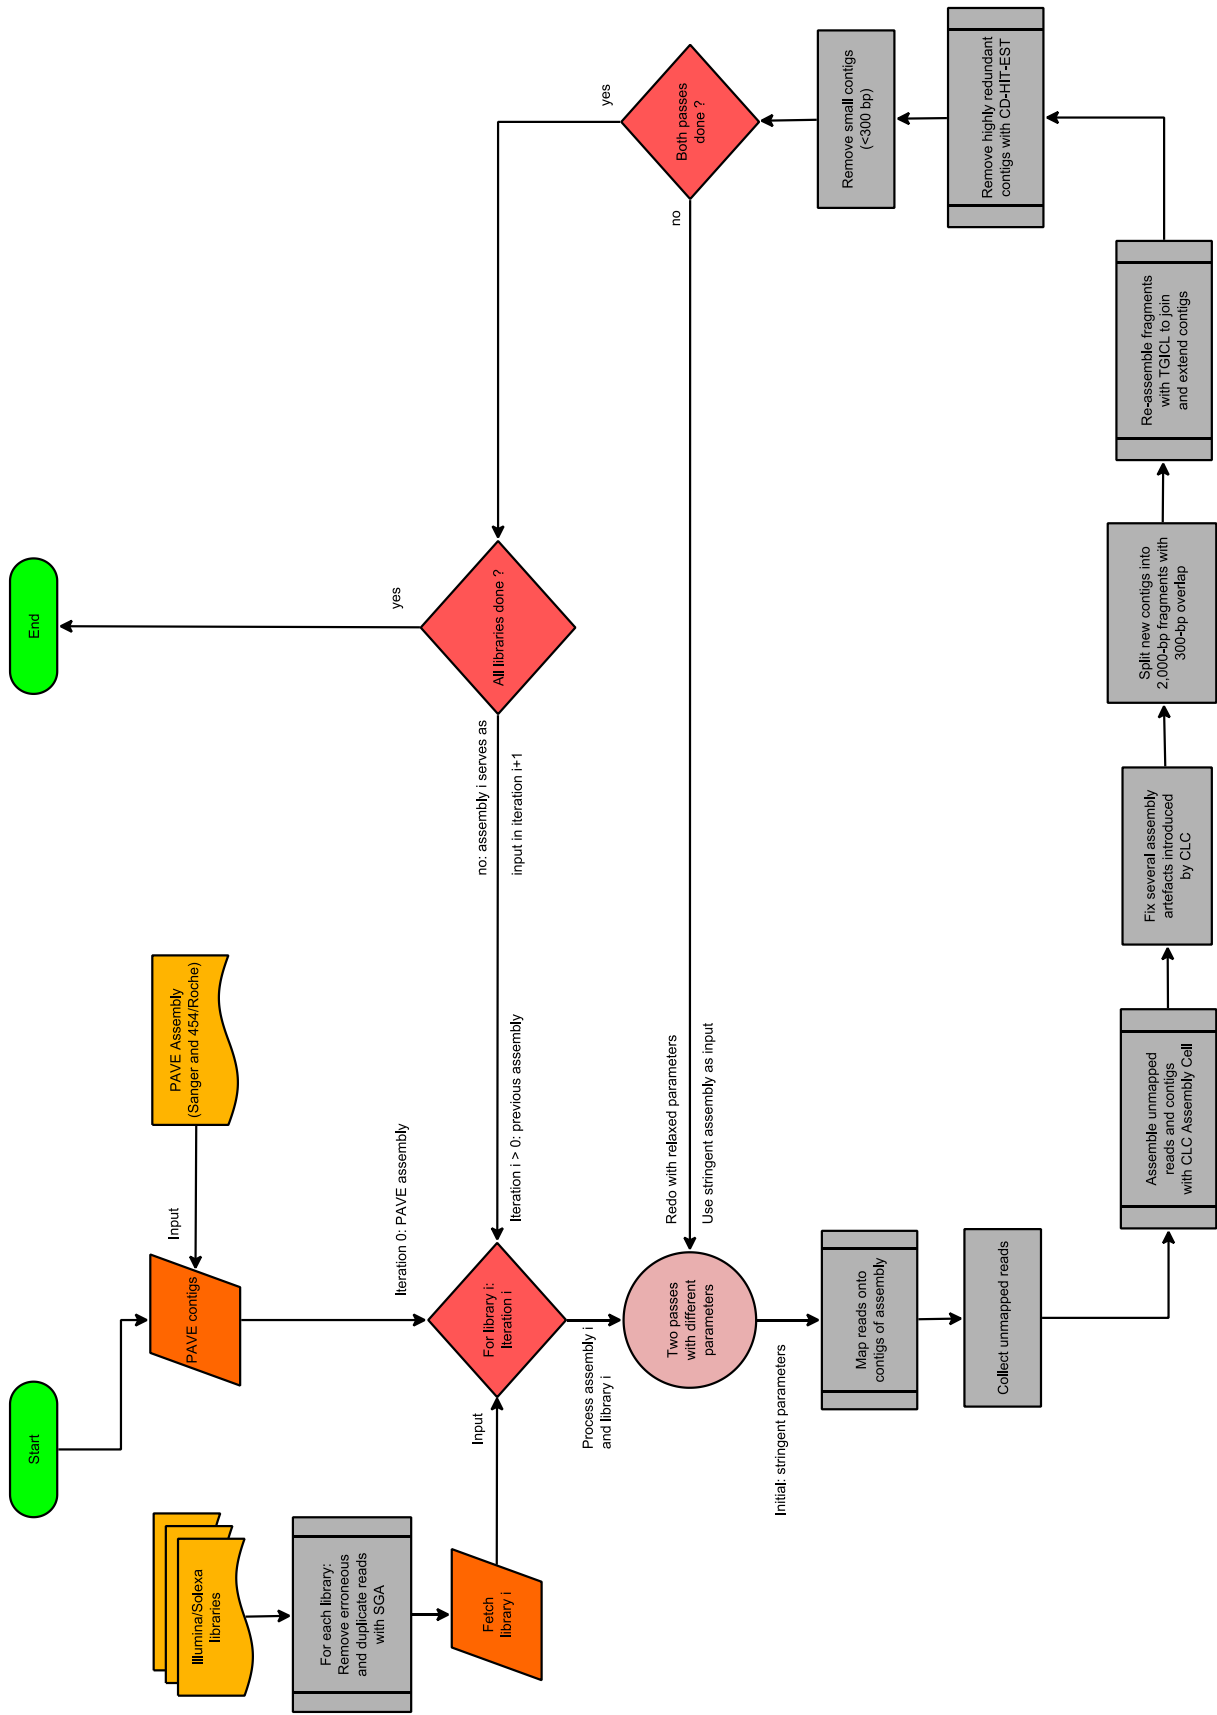 Start
End
PAVE Assembly
(Sanger and 454/Roche)
Input
PAVE contigs
Illumina/Solexa
libraries
For each library:
Remove erroneous
and duplicate reads
with SGA
Fetch
library i
Input
Iteration 0: PAVE assembly
For library i:
Iteration i
Iteration i > 0: previous assembly
no: assembly i serves as
input in iteration i+1
All libraries done ?
yes
Process assembly i
and library i
Two passes
with different
parameters
Redo with relaxed parameters
Use stringent assembly as input
no
Both passes
done ?
yes
Initial: stringent parameters
Map reads onto
contigs of assembly
Collect unmapped reads
Assemble unmapped
reads and contigs
with CLC Assembly Cell
Fix several assembly
artefacts introduced
by CLC
Split new contigs into
2,000-bp fragments with
300-bp overlap
Re-assemble fragments
with TGICL to join
and extend contigs
Remove highly redundant
contigs with CD-HIT-EST
Remove small contigs
(<300 bp)